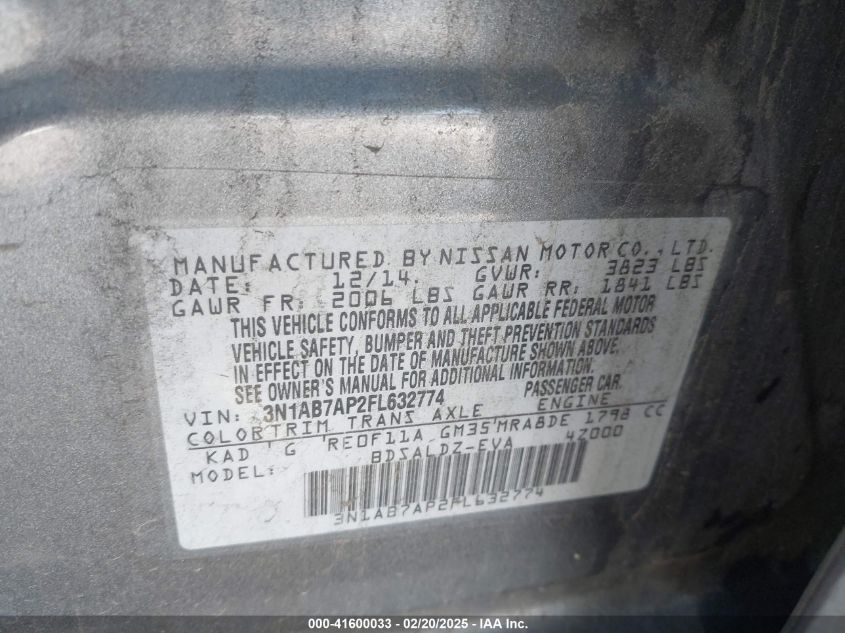 MANUFACTURED BY NISSAN MOTOR CO., LTD.
DATE: 12/14. GVWR: 3823 LBS
GAWR FR: 2006 LBS GAWR RR: 1841 LBS
THIS VEHICLE CONFORMS TO ALL APPLICABLE FEDERAL MOTOR
VEHICLE SAFETY, BUMPER AND THEFT PREVENTION STANDARDS
IN EFFECT ON THE DATE OF MANUFACTURE SHOWN ABOVE.
SEE OWNER'S MANUAL FOR ADDITIONAL INFORMATION.
VIN: 3N1AB7AP2FL632774 PASSENGER CAR.
COLOR TRIM TRANS AXLE ENGINE
KAD G RE0F11A GM35 MRA8DE 1798 CC
MODEL: BDSALDZ-EVA 4Z000
3N1AB7AP2FL632774
000-41600033 - 02/20/2025 - IAA Inc.